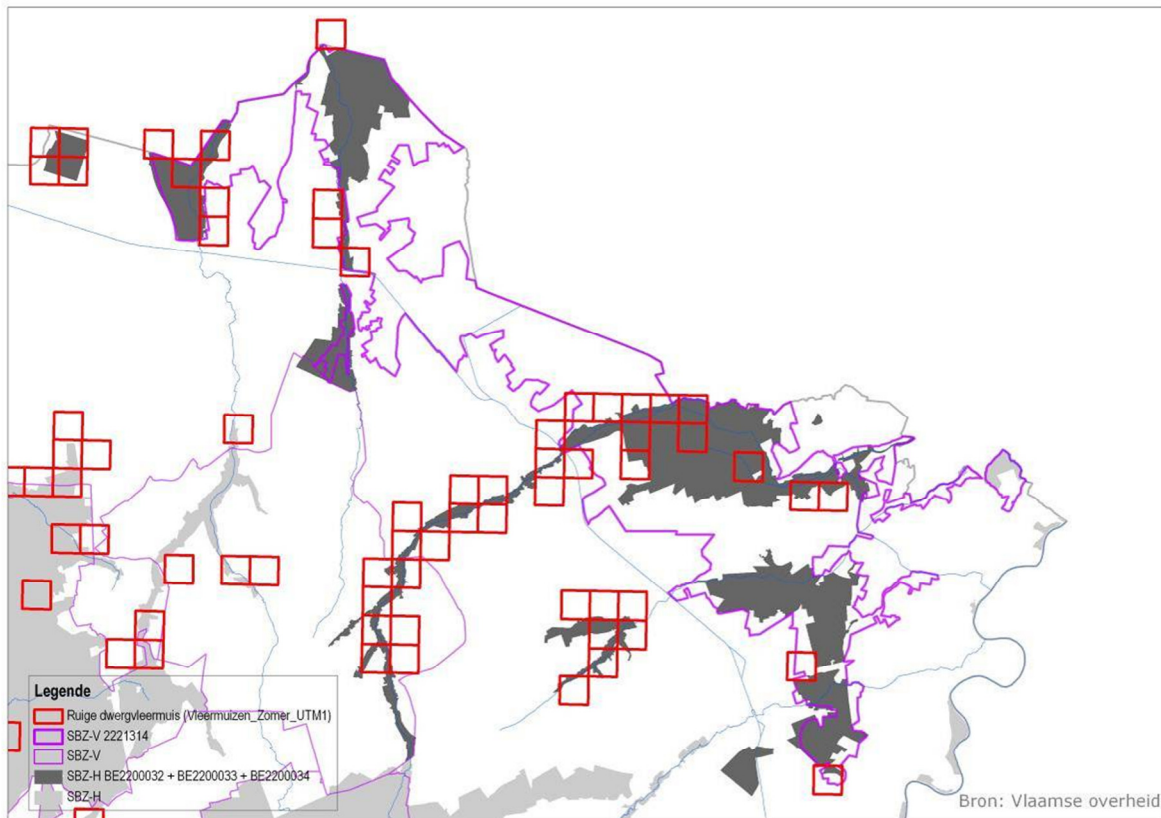 Legende
Ruige dwergvleermuis (Vleermuizen_Zomer_UTM1)
SBZ-V 2221314
SBZ-V
SBZ-H BE2200032 + BE2200033 + BE2200034
SBZ-H
Bron: Vlaamse overheid